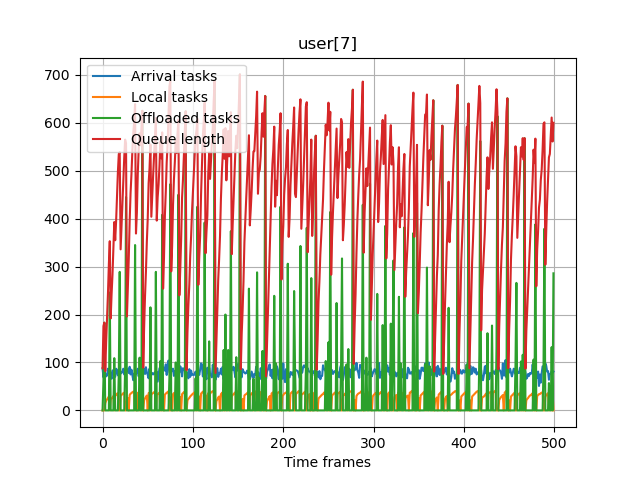 user[7]
700
600
500
400
300
200
100
0
Arrival tasks
Local tasks
Offloaded tasks
Queue length
0 100 200 300 400 500
Time frames